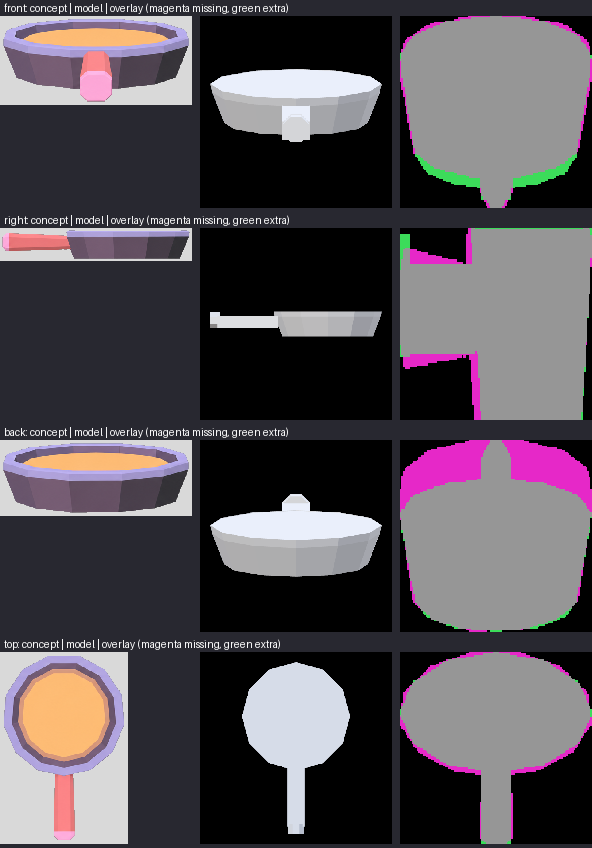 front: concept | model | overlay (magenta missing, green extra)
right: concept | model | overlay (magenta missing, green extra)
back: concept | model | overlay (magenta missing, green extra)
top: concept | model | overlay (magenta missing, green extra)